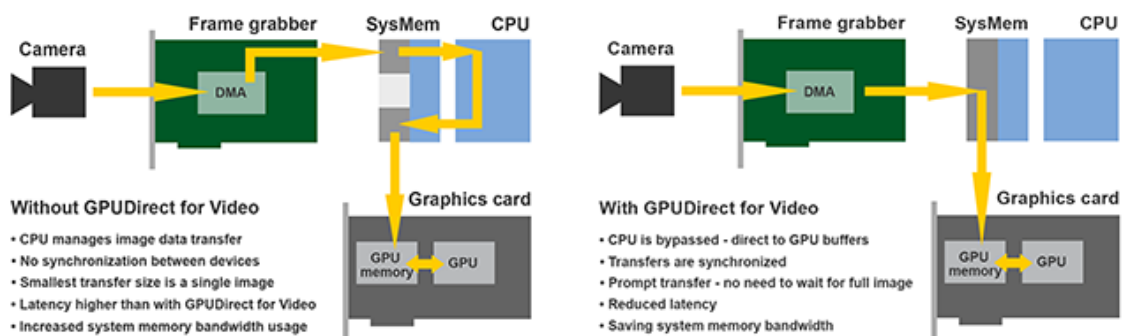 Frame grabber
SysMem
CPU
Camera
DMA
Graphics card
GPU
memory
GPU
Without GPUDirect for Video
• CPU manages image data transfer
• No synchronization between devices
• Smallest transfer size is a single image
• Latency higher than with GPUDirect for Video
• Increased system memory bandwidth usage
Frame grabber
SysMem
CPU
Camera
DMA
Graphics card
GPU
memory
GPU
With GPUDirect for Video
• CPU is bypassed - direct to GPU buffers
• Transfers are synchronized
• Prompt transfer - no need to wait for full image
• Reduced latency
• Saving system memory bandwidth